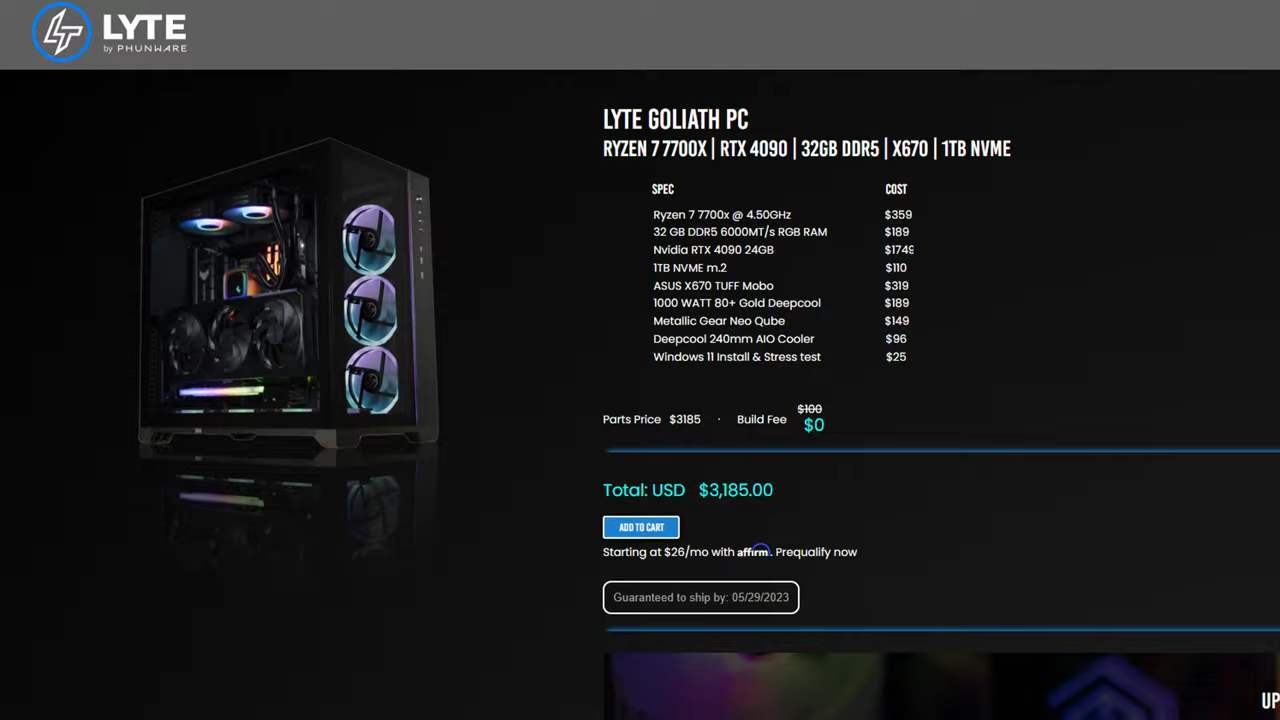 LYTE
by PHUNWARE
LYTE GOLIATH PC
RYZEN 7 7700X | RTX 4090 | 32GB DDR5 | X670 | 1TB NVME
SPEC COST
Ryzen 7 7700x @ 4.50GHz $359
32 GB DDR5 6000MT/s RGB RAM $189
Nvidia RTX 4090 24GB $1749
1TB NVME m.2 $110
ASUS X670 TUFF Mobo $319
1000 WATT 80+ Gold Deepcool $189
Metallic Gear Neo Qube $149
Deepcool 240mm AIO Cooler $96
Windows 11 Install & Stress test $25
$100
Parts Price $3185 · Build Fee $0
Total: USD $3,185.00
ADD TO CART
Starting at $26/mo with affirm. Prequalify now
Guaranteed to ship by: 05/29/2023
UP